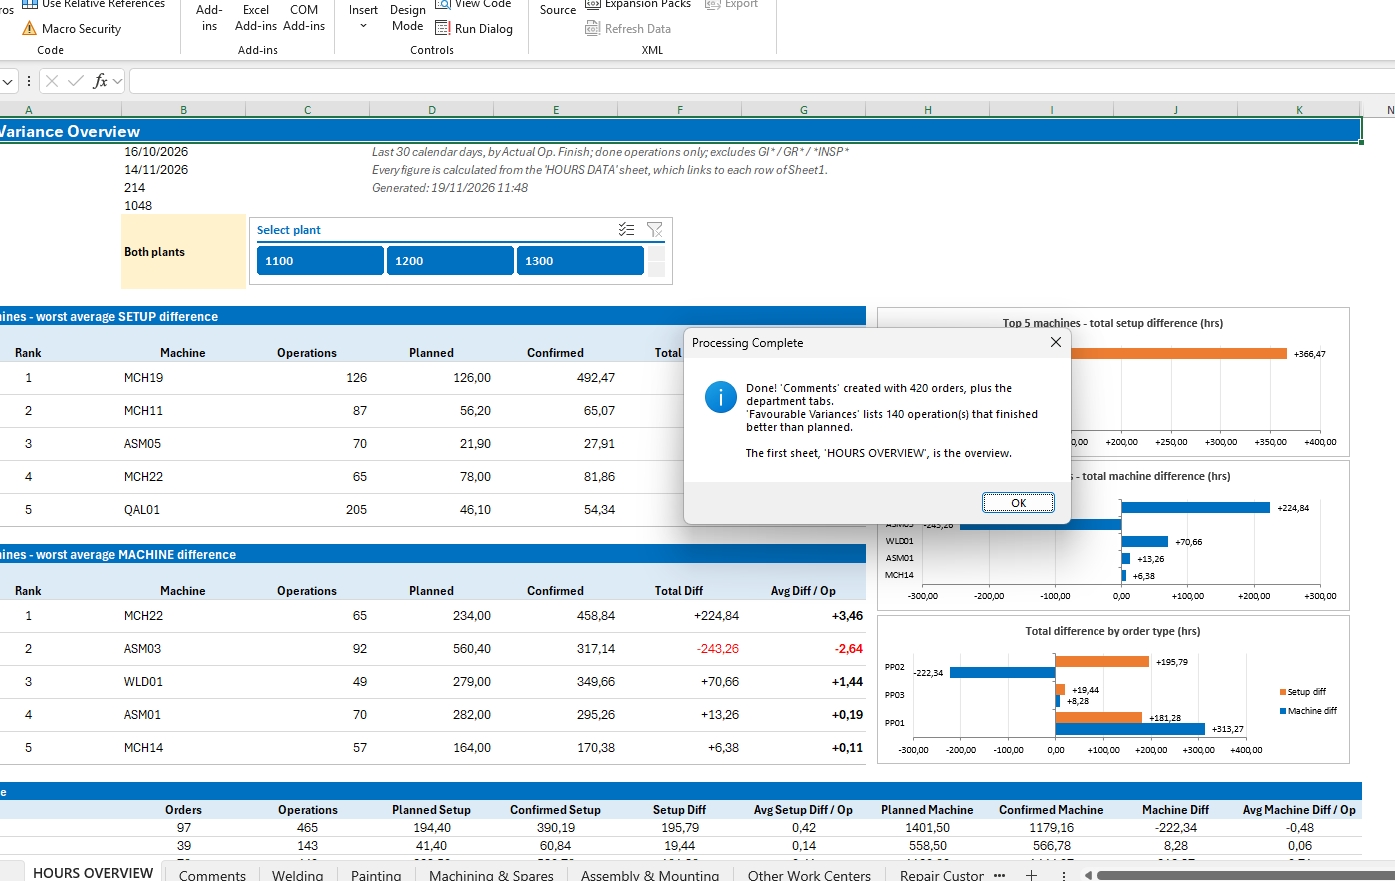 ros
Use Relative References
Macro Security
Code
Add-
ins
Excel
Add-ins
COM
Add-ins
Add-ins
Insert
Design
Mode
View Code
Run Dialog
Controls
Source
Expansion Packs
Export
Refresh Data
XML
fx
A B C D E F G H I J K N
Variance Overview
16/10/2026 Last 30 calendar days, by Actual Op. Finish; done operations only; excludes GI* / GR* / *INSP*
14/11/2026 Every figure is calculated from the 'HOURS DATA' sheet, which links to each row of Sheet1.
214 Generated: 19/11/2026 11:48
1048
Both plants
Select plant
1100 1200 1300
ines - worst average SETUP difference
Rank Machine Operations Planned Confirmed Total
1 MCH19 126 126,00 492,47
2 MCH11 87 56,20 65,07
3 ASM05 70 21,90 27,91
4 MCH22 65 78,00 81,86
5 QAL01 205 46,10 54,34
ines - worst average MACHINE difference
Rank Machine Operations Planned Confirmed Total Diff Avg Diff / Op
1 MCH22 65 234,00 458,84 +224,84 +3,46
2 ASM03 92 560,40 317,14 -243,26 -2,64
3 WLD01 49 279,00 349,66 +70,66 +1,44
4 ASM01 70 282,00 295,26 +13,26 +0,19
5 MCH14 57 164,00 170,38 +6,38 +0,11
Top 5 machines - total setup difference (hrs)
+366,47
0,00 +200,00 +250,00 +300,00 +350,00 +400,00
Processing Complete
Done! 'Comments' created with 420 orders, plus the
department tabs.
'Favourable Variances' lists 140 operation(s) that finished
better than planned.
The first sheet, 'HOURS OVERVIEW', is the overview.
OK
s - total machine difference (hrs)
+224,84
ASM03 -243,26
WLD01 +70,66
ASM01 +13,26
MCH14 +6,38
-300,00 -200,00 -100,00 0,00 +100,00 +200,00 +300,00
Total difference by order type (hrs)
PP02 +195,79
-222,34
PP03 +19,44
+8,28
PP01 +181,28
+313,27
Setup diff
Machine diff
-300,00 -200,00 -100,00 0,00 +100,00 +200,00 +300,00 +400,00
e
Orders Operations Planned Setup Confirmed Setup Setup Diff Avg Setup Diff / Op Planned Machine Confirmed Machine Machine Diff Avg Machine Diff / Op
97 465 194,40 390,19 195,79 0,42 1401,50 1179,16 -222,34 -0,48
39 143 41,40 60,84 19,44 0,14 558,50 566,78 8,28 0,06
HOURS OVERVIEW Comments Welding Painting Machining & Spares Assembly & Mounting Other Work Centers Repair Custor